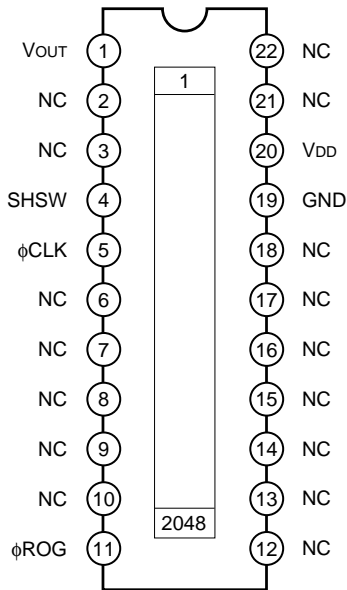 VOUT 1 22 NC
1
NC 2 21 NC
NC 3 20 VDD
SHSW 4 19 GND
ϕCLK 5 18 NC
NC 6 17 NC
NC 7 16 NC
NC 8 15 NC
NC 9 14 NC
NC 10 13 NC
2048
ϕROG 11 12 NC